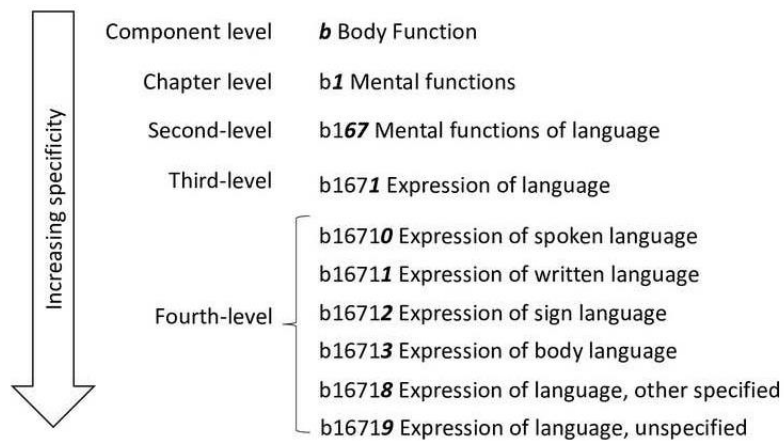 Increasing specificity
Component level b Body Function
Chapter level b1 Mental functions
Second-level b167 Mental functions of language
Third-level b1671 Expression of language
Fourth-level
b16710 Expression of spoken language
b16711 Expression of written language
b16712 Expression of sign language
b16713 Expression of body language
b16718 Expression of language, other specified
b16719 Expression of language, unspecified